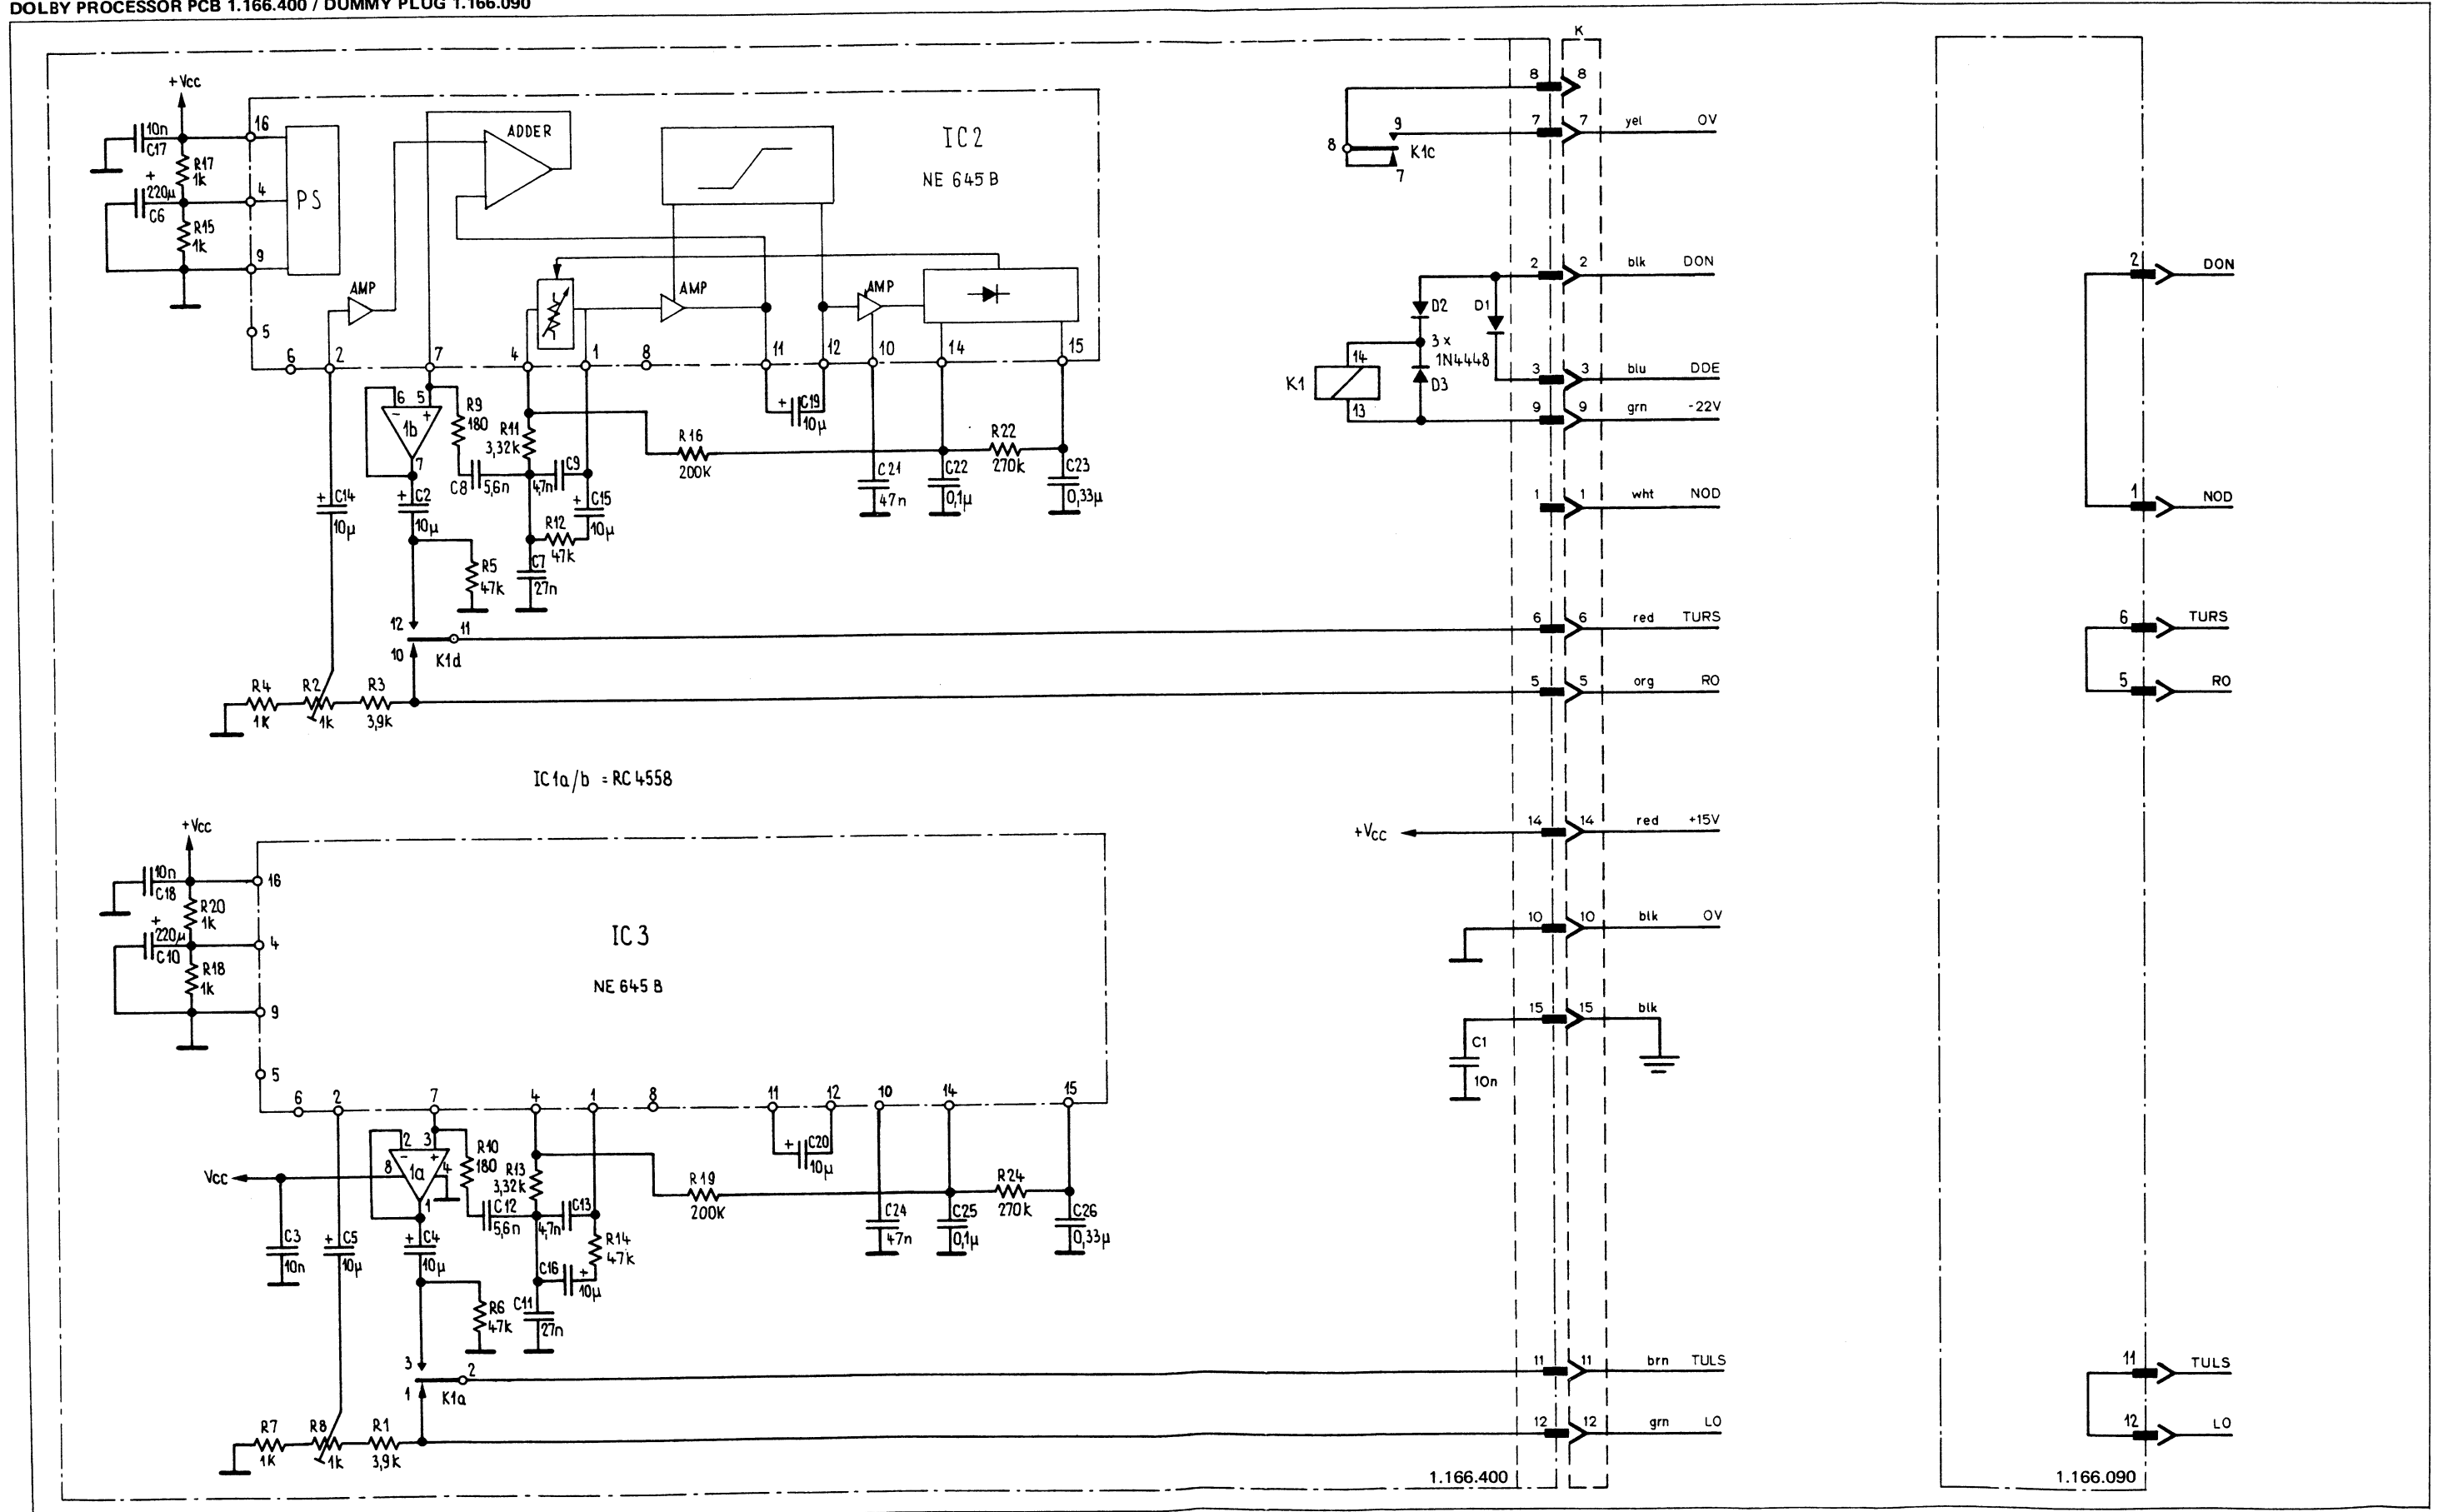 DOLBY PROCESSOR PCB 1.166.400 / DUMMY PLUG 1.166.090
+Vcc
10n
C17
R17
1k
+
220µ
C6
R15
1k
16
4
9
PS
5
AMP
ADDER
IC2
NE 645 B
AMP
AMP
6
2
7
4
1
8
11
12
10
14
15
6
5
-
+
1b
7
R9
180
R11
3,32k
C8
5,6n
C9
4,7n
+
C15
10µ
R12
47k
C7
27n
+
C14
10µ
+
C2
10µ
R5
47k
R16
200K
+
C19
10µ
C21
47n
C22
0,1µ
R22
270k
C23
0,33µ
12
11
10
K1d
R4
1K
R2
1k
R3
3,9k
IC1a/b = RC 4558
+Vcc
10n
C18
R20
1k
+
220µ
C10
R18
1k
16
4
9
5
IC 3
NE 645 B
6
2
7
4
1
8
11
12
10
14
15
Vcc
8
2
3
-
+
4
1a
1
R10
180
R13
3,32k
C12
5,6n
C13
4,7n
R14
47k
C16
+
10µ
C11
27n
C3
10n
+
C5
10µ
+
C4
10µ
R6
47k
R19
200K
+
C20
10µ
C24
47n
C25
0,1µ
R24
270k
C26
0,33µ
3
2
1
K1a
R7
1K
R8
1k
R1
3,9k
K
8
8
9
8
K1c
7
7
7
yel
OV
2
2
blk
DON
D2
D1
3 x
1N4448
D3
K1
14
13
3
3
blu
DDE
9
9
grn
-22V
1
1
wht
NOD
6
6
red
TURS
5
5
org
RO
+Vcc
14
14
red
+15V
10
10
blk
OV
15
15
blk
C1
10n
11
11
brn
TULS
12
12
grn
LO
1.166.400
2
DON
1
NOD
6
TURS
5
RO
11
TULS
12
LO
1.166.090